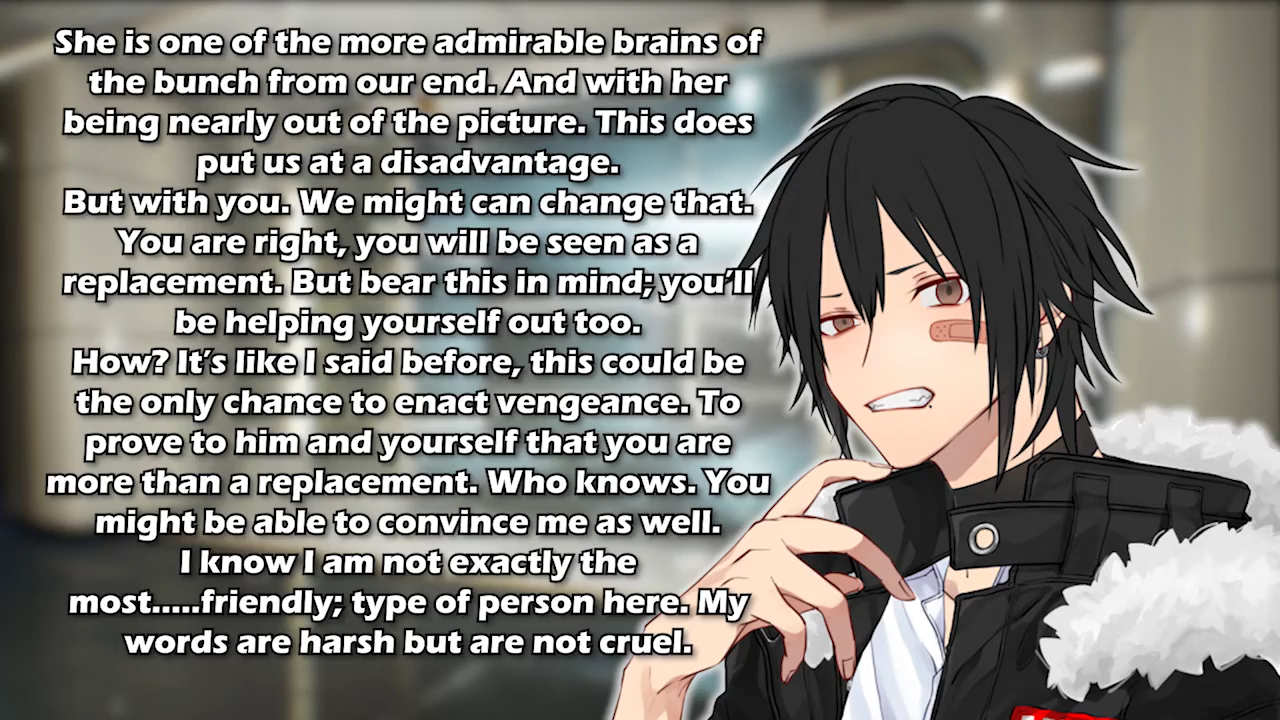 She is one of the more admirable brains of
the bunch from our end. And with her
being nearly out of the picture. This does
put us at a disadvantage.
But with you. We might can change that.
You are right, you will be seen as a
replacement. But bear this in mind; you'll
be helping yourself out too.
How? It's like I said before, this could be
the only chance to enact vengeance. To
prove to him and yourself that you are
more than a replacement. Who knows. You
might be able to convince me as well.
I know I am not exactly the
most.....friendly; type of person here. My
words are harsh but are not cruel.